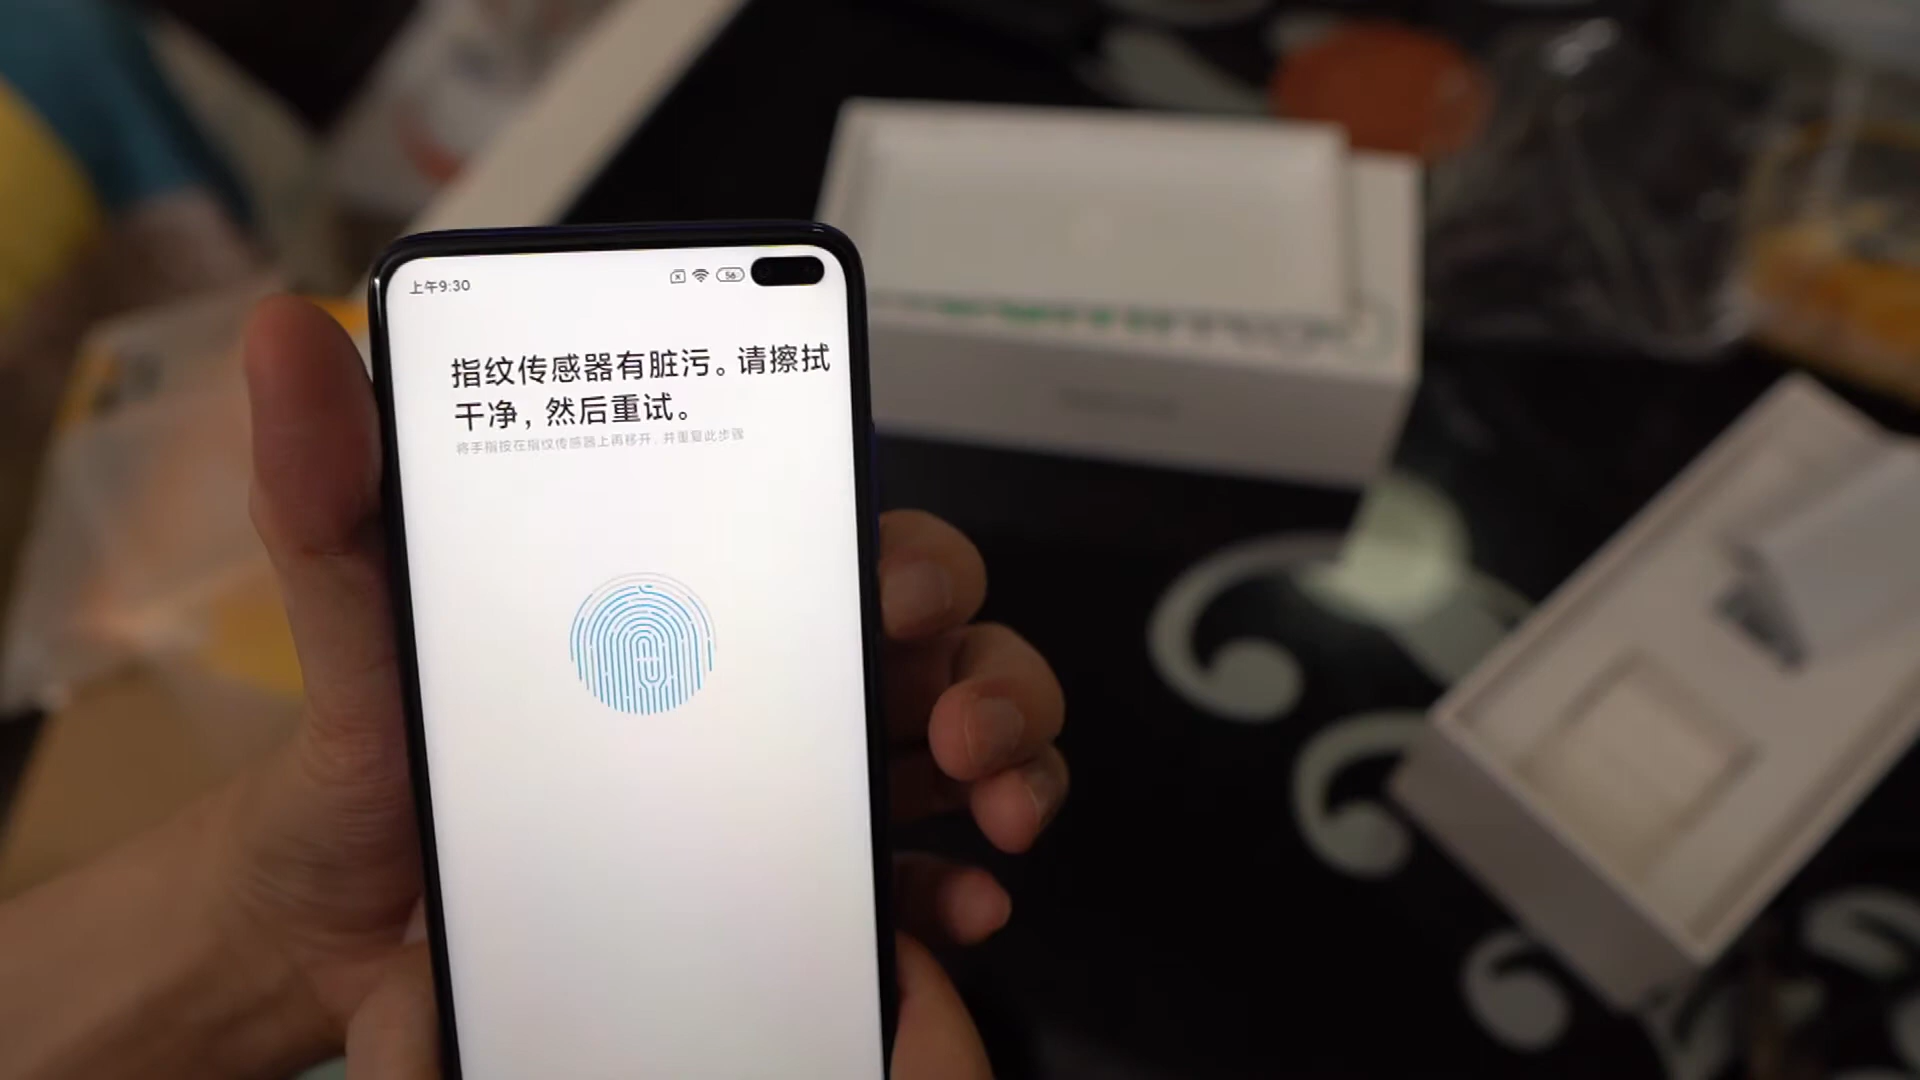 上午9:30
56
指纹传感器有脏污。请擦拭
干净，然后重试。
将手指按在指纹传感器上再移开，并重复此步骤